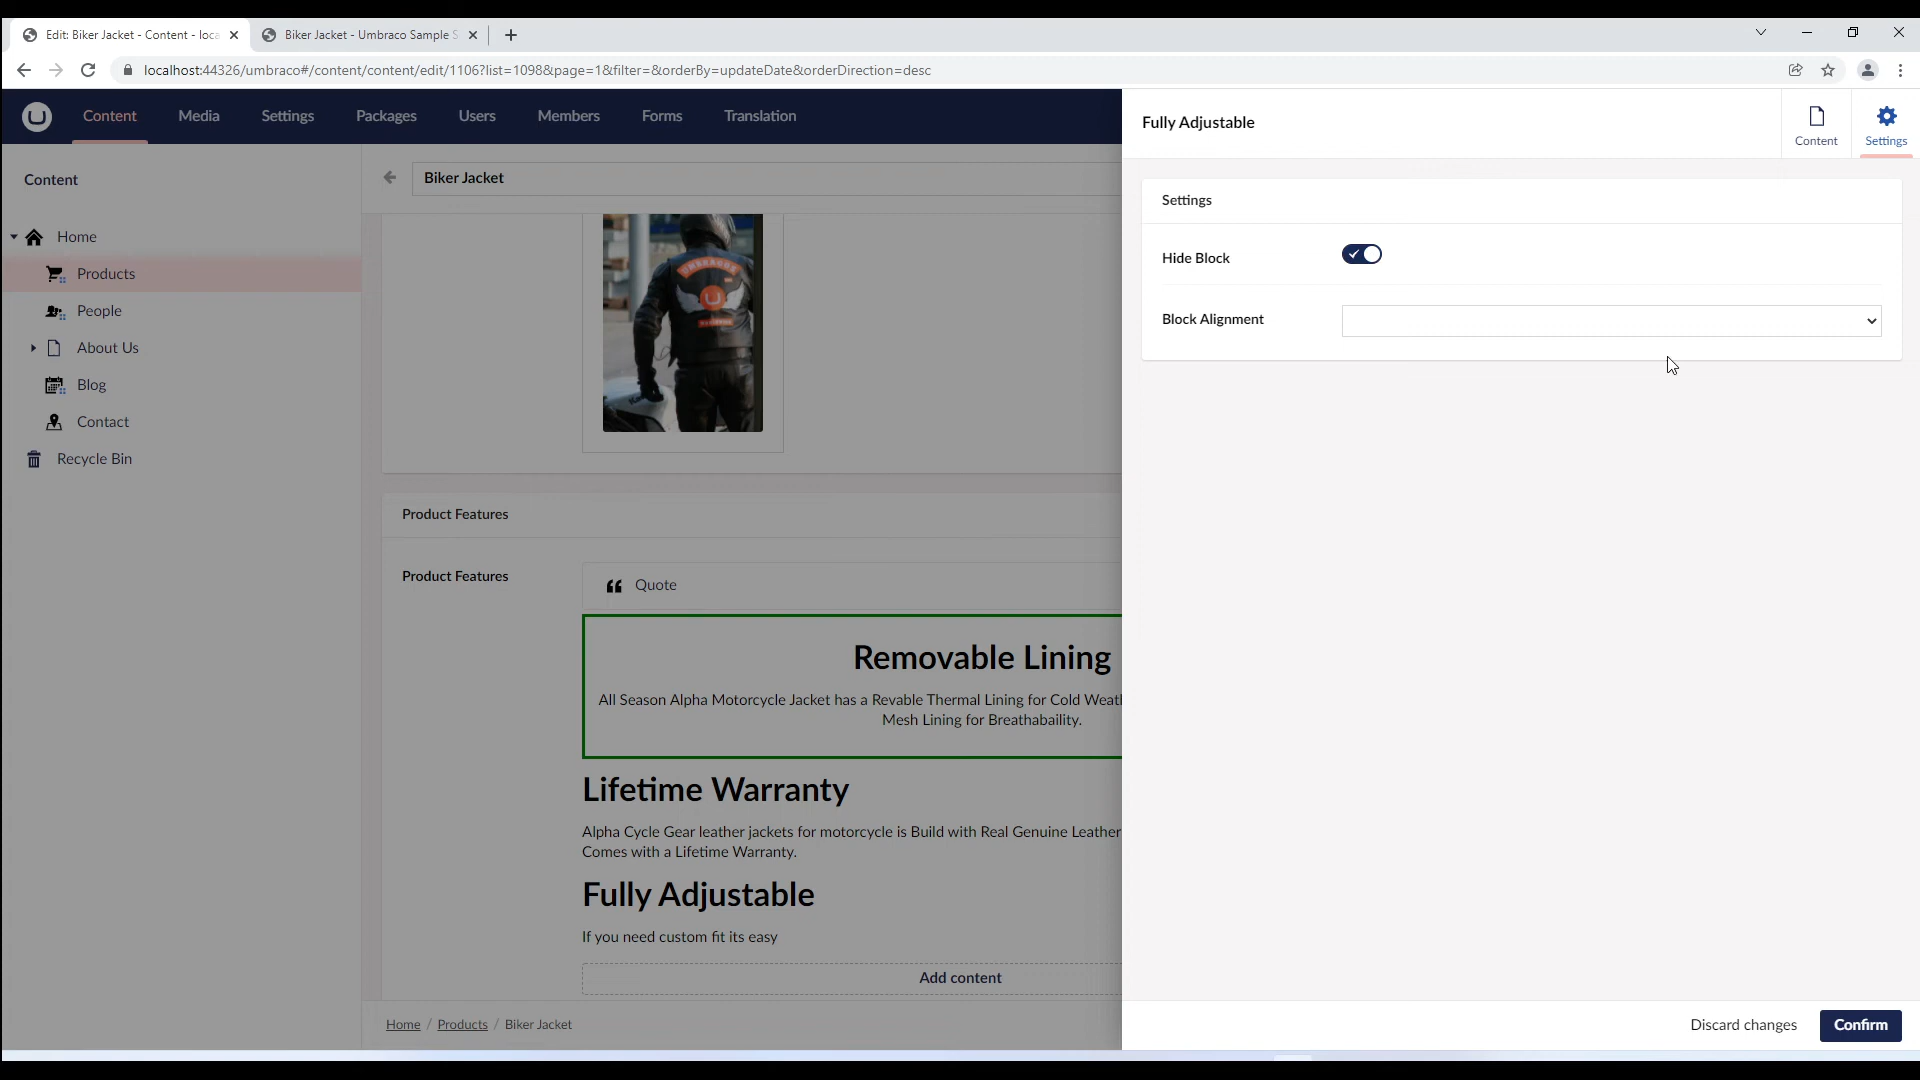 Edit: Biker Jacket - Content - loca
Biker Jacket - Umbraco Sample S
localhost:44326/umbraco#/content/content/edit/1106?list=1098&page=1&filter=&orderBy=updateDate&orderDirection=desc
Content
Media
Settings
Packages
Users
Members
Forms
Translation
Fully Adjustable
Content
Settings
Content
Biker Jacket
Settings
Home
Hide Block
Products
People
Block Alignment
About Us
Blog
Contact
Recycle Bin
Product Features
Product Features
Quote
Removable Lining
All Season Alpha Motorcycle Jacket has a Revable Thermal Lining for Cold Weat
Mesh Lining for Breathabaility.
Lifetime Warranty
Alpha Cycle Gear leather jackets for motorcycle is Build with Real Genuine Leather
Comes with a Lifetime Warranty.
Fully Adjustable
If you need custom fit its easy
Add content
Home / Products / Biker Jacket
Discard changes
Confirm